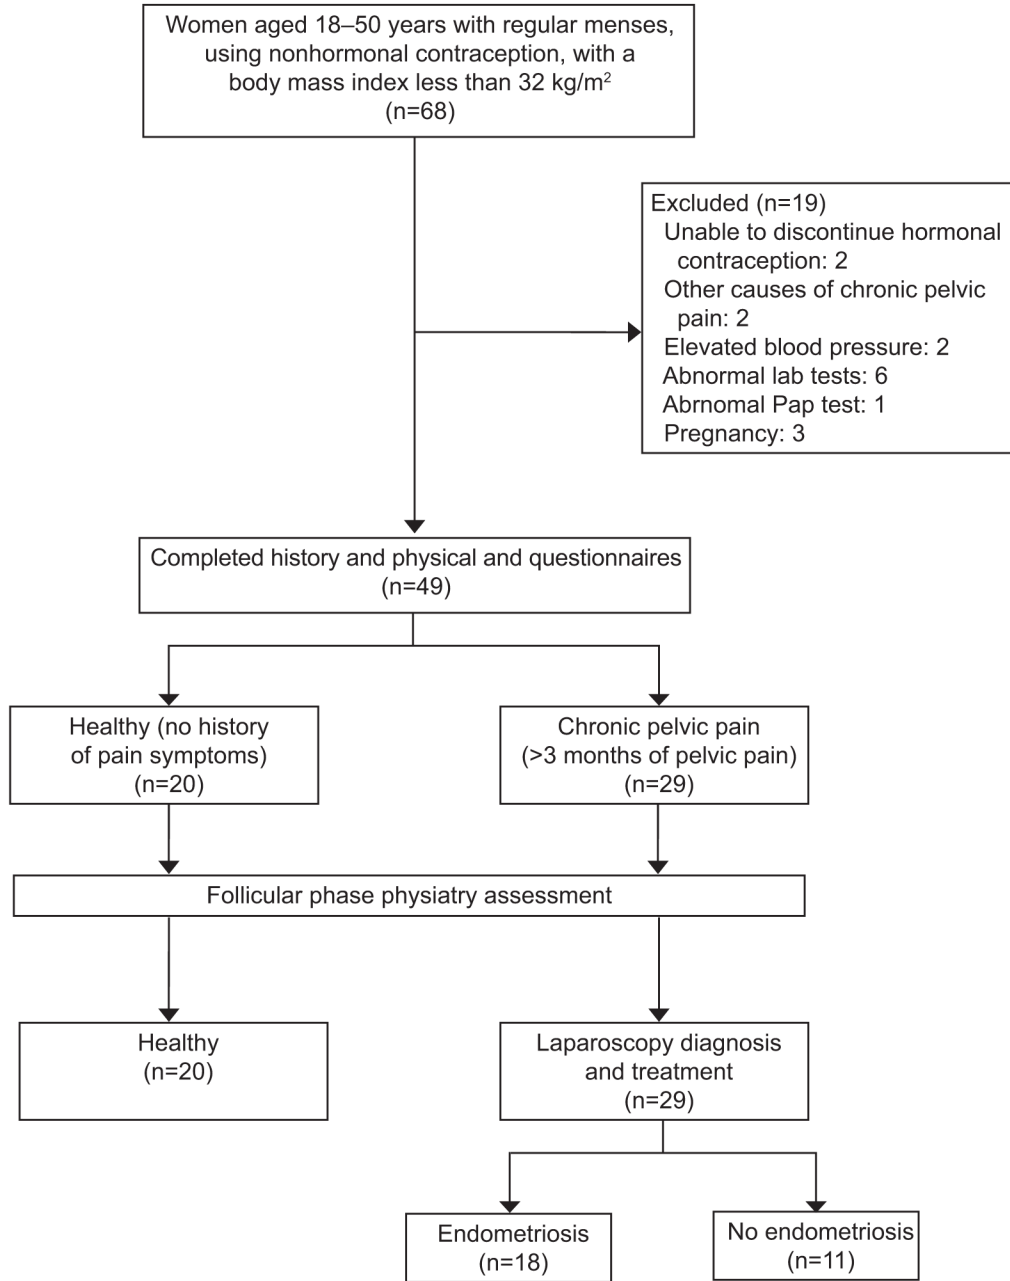 Women aged 18–50 years with regular menses,
using nonhormonal contraception, with a
body mass index less than 32 kg/m²
(n=68)
Excluded (n=19)
Unable to discontinue hormonal
contraception: 2
Other causes of chronic pelvic
pain: 2
Elevated blood pressure: 2
Abnormal lab tests: 6
Abrnomal Pap test: 1
Pregnancy: 3
Completed history and physical and questionnaires
(n=49)
Healthy (no history
of pain symptoms)
(n=20)
Chronic pelvic pain
(>3 months of pelvic pain)
(n=29)
Follicular phase physiatry assessment
Healthy
(n=20)
Laparoscopy diagnosis
and treatment
(n=29)
Endometriosis
(n=18)
No endometriosis
(n=11)